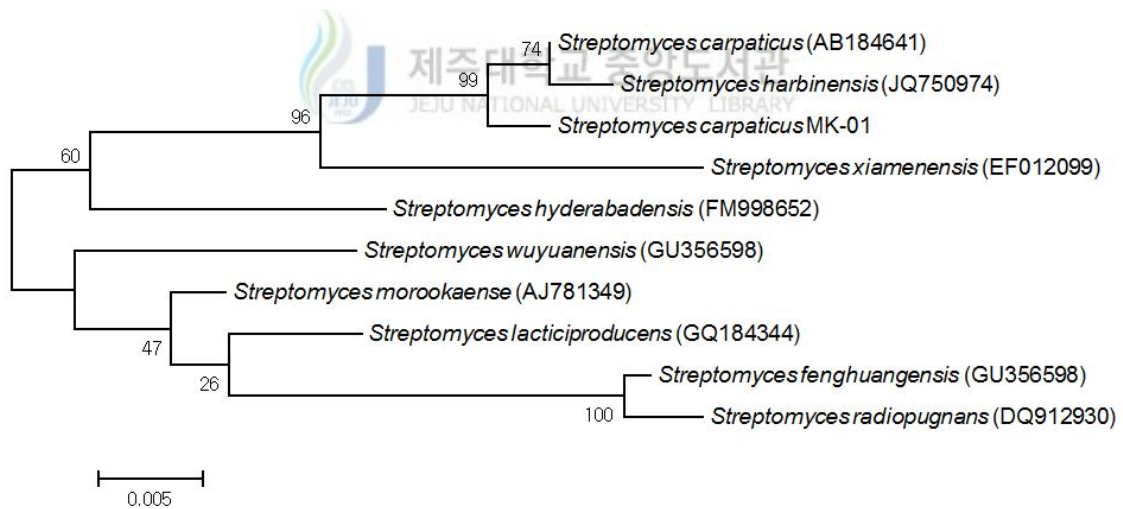 제주대학교 중앙도서관
JEJU NATIONAL UNIVERSITY LIBRARY
JEJU
1952
74
Streptomyces carpaticus (AB184641)
99
Streptomyces harbinensis (JQ750974)
96
Streptomyces carpaticus MK-01
60
Streptomyces xiamenensis (EF012099)
Streptomyces hyderabadensis (FM998652)
Streptomyces wuyuanensis (GU356598)
Streptomyces morookaense (AJ781349)
47
Streptomyces lacticiproducens (GQ184344)
26
Streptomyces fenghuangensis (GU356598)
100
Streptomyces radiopugnans (DQ912930)
0.005